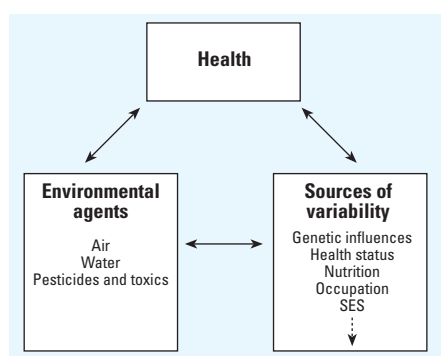 Health
Environmental
agents
Air
Water
Pesticides and toxics
Sources of
variability
Genetic influences
Health status
Nutrition
Occupation
SES